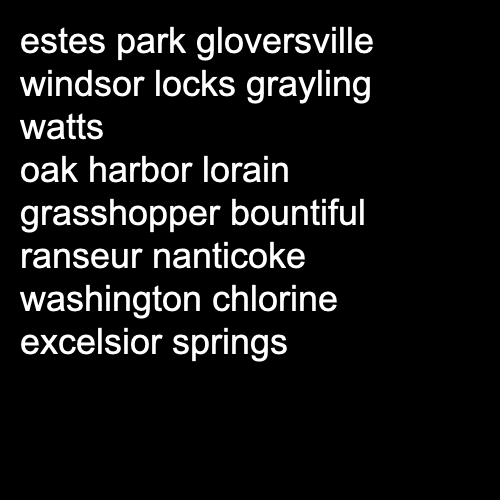 estes park gloversville
windsor locks grayling
watts
oak harbor lorain
grasshopper bountiful
ranseur nanticoke
washington chlorine
excelsior springs